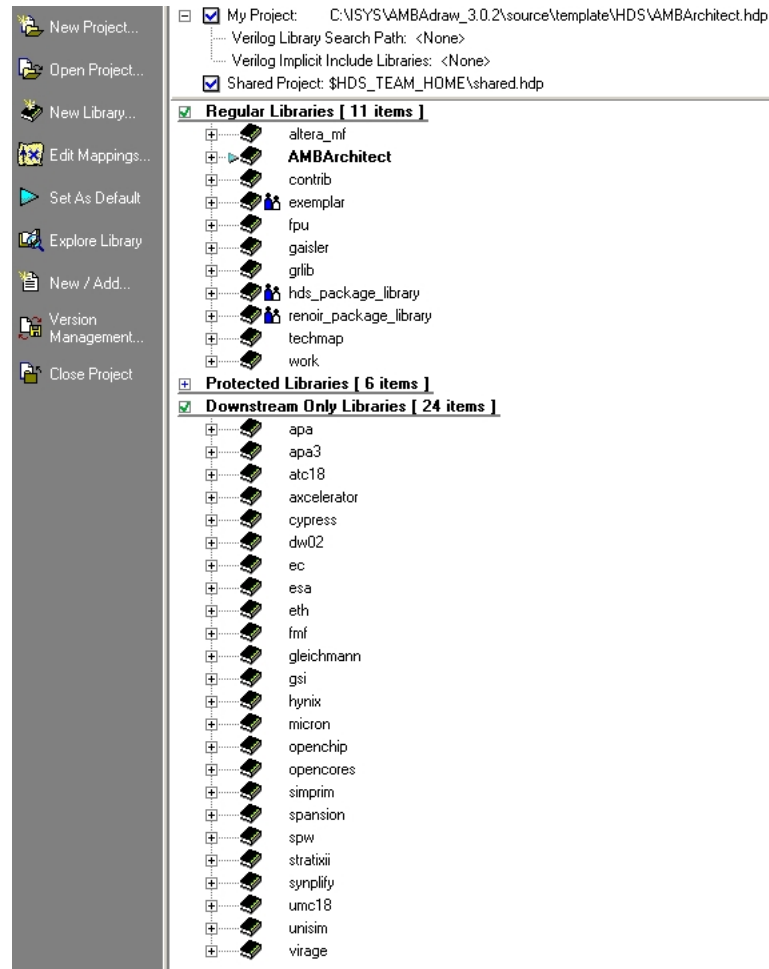 New Project...
Open Project...
New Library...
Edit Mappings...
Set As Default
Explore Library
New / Add...
Version
Management...
Close Project
My Project: C:\ISYS\AMBAdraw_3.0.2\source\template\HDS\AMBArchitect.hdp
Verilog Library Search Path: <None>
Verilog Implicit Include Libraries: <None>
Shared Project: $HDS_TEAM_HOME\shared.hdp
Regular Libraries [ 11 items ]
altera_mf
AMBArchitect
contrib
exemplar
fpu
gaisler
grlib
hds_package_library
renoir_package_library
techmap
work
Protected Libraries [ 6 items ]
Downstream Only Libraries [ 24 items ]
apa
apa3
atc18
axcelerator
cypress
dw02
ec
esa
eth
fmf
gleichmann
gsi
hynix
micron
openchip
opencores
simprim
spansion
spw
stratixii
synplify
umc18
unisim
virage